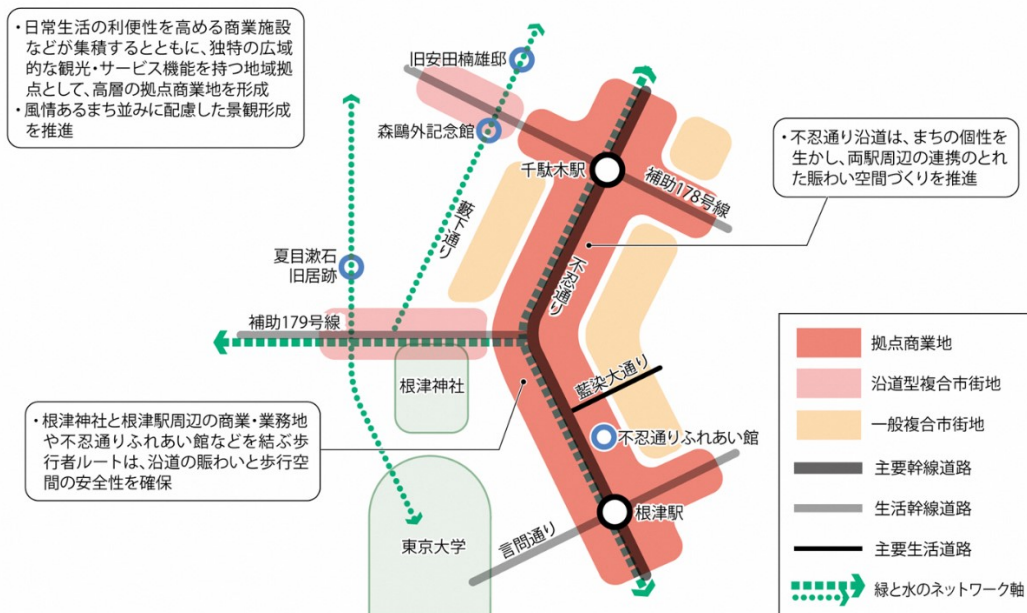 ・日常生活の利便性を高める商業施設
などが集積するとともに、独特の広域
的な観光・サービス機能を持つ地域拠
点として、高層の拠点商業地を形成
・風情あるまち並みに配慮した景観形成
を推進
旧安田楠雄邸
森鷗外記念館
千駄木駅
補助178号線
・不忍通り沿道は、まちの個性を
生かし、両駅周辺の連携のとれ
た賑わい空間づくりを推進
藪下通り
夏目漱石
旧居跡
不忍通り
補助179号線
根津神社
藍染大通り
・根津神社と根津駅周辺の商業・業務地
や不忍通りふれあい館などを結ぶ歩
行者ルートは、沿道の賑わいと歩行空
間の安全性を確保
不忍通りふれあい館
根津駅
言問通り
東京大学
拠点商業地
沿道型複合市街地
一般複合市街地
主要幹線道路
生活幹線道路
主要生活道路
緑と水のネットワーク軸